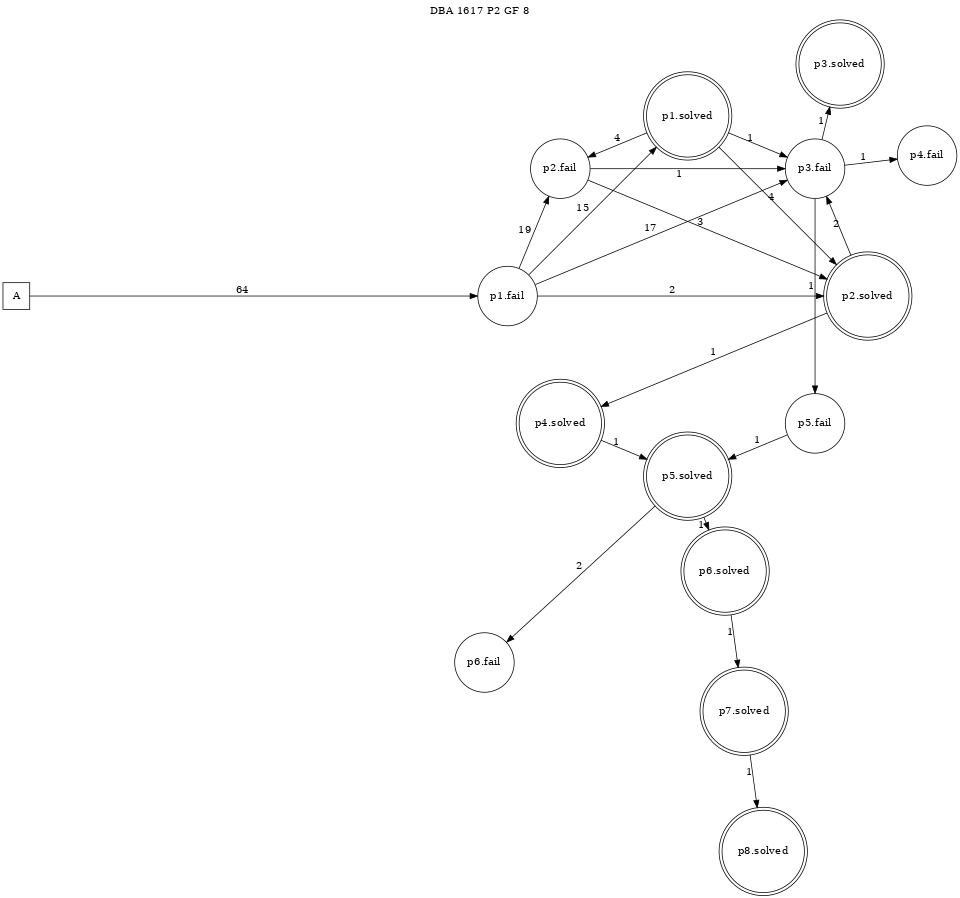 DBA 1617 P2 GF 8
p3.solved
p1.solved
1
4
1
p4.fail
1
p2.fail
p3.fail
1
4
15
3
2
19
17
A
64
p1.fail
2
1
p2.solved
1
p4.solved
p5.fail
1
1
p5.solved
1
2
p6.solved
1
p6.fail
p7.solved
1
p8.solved